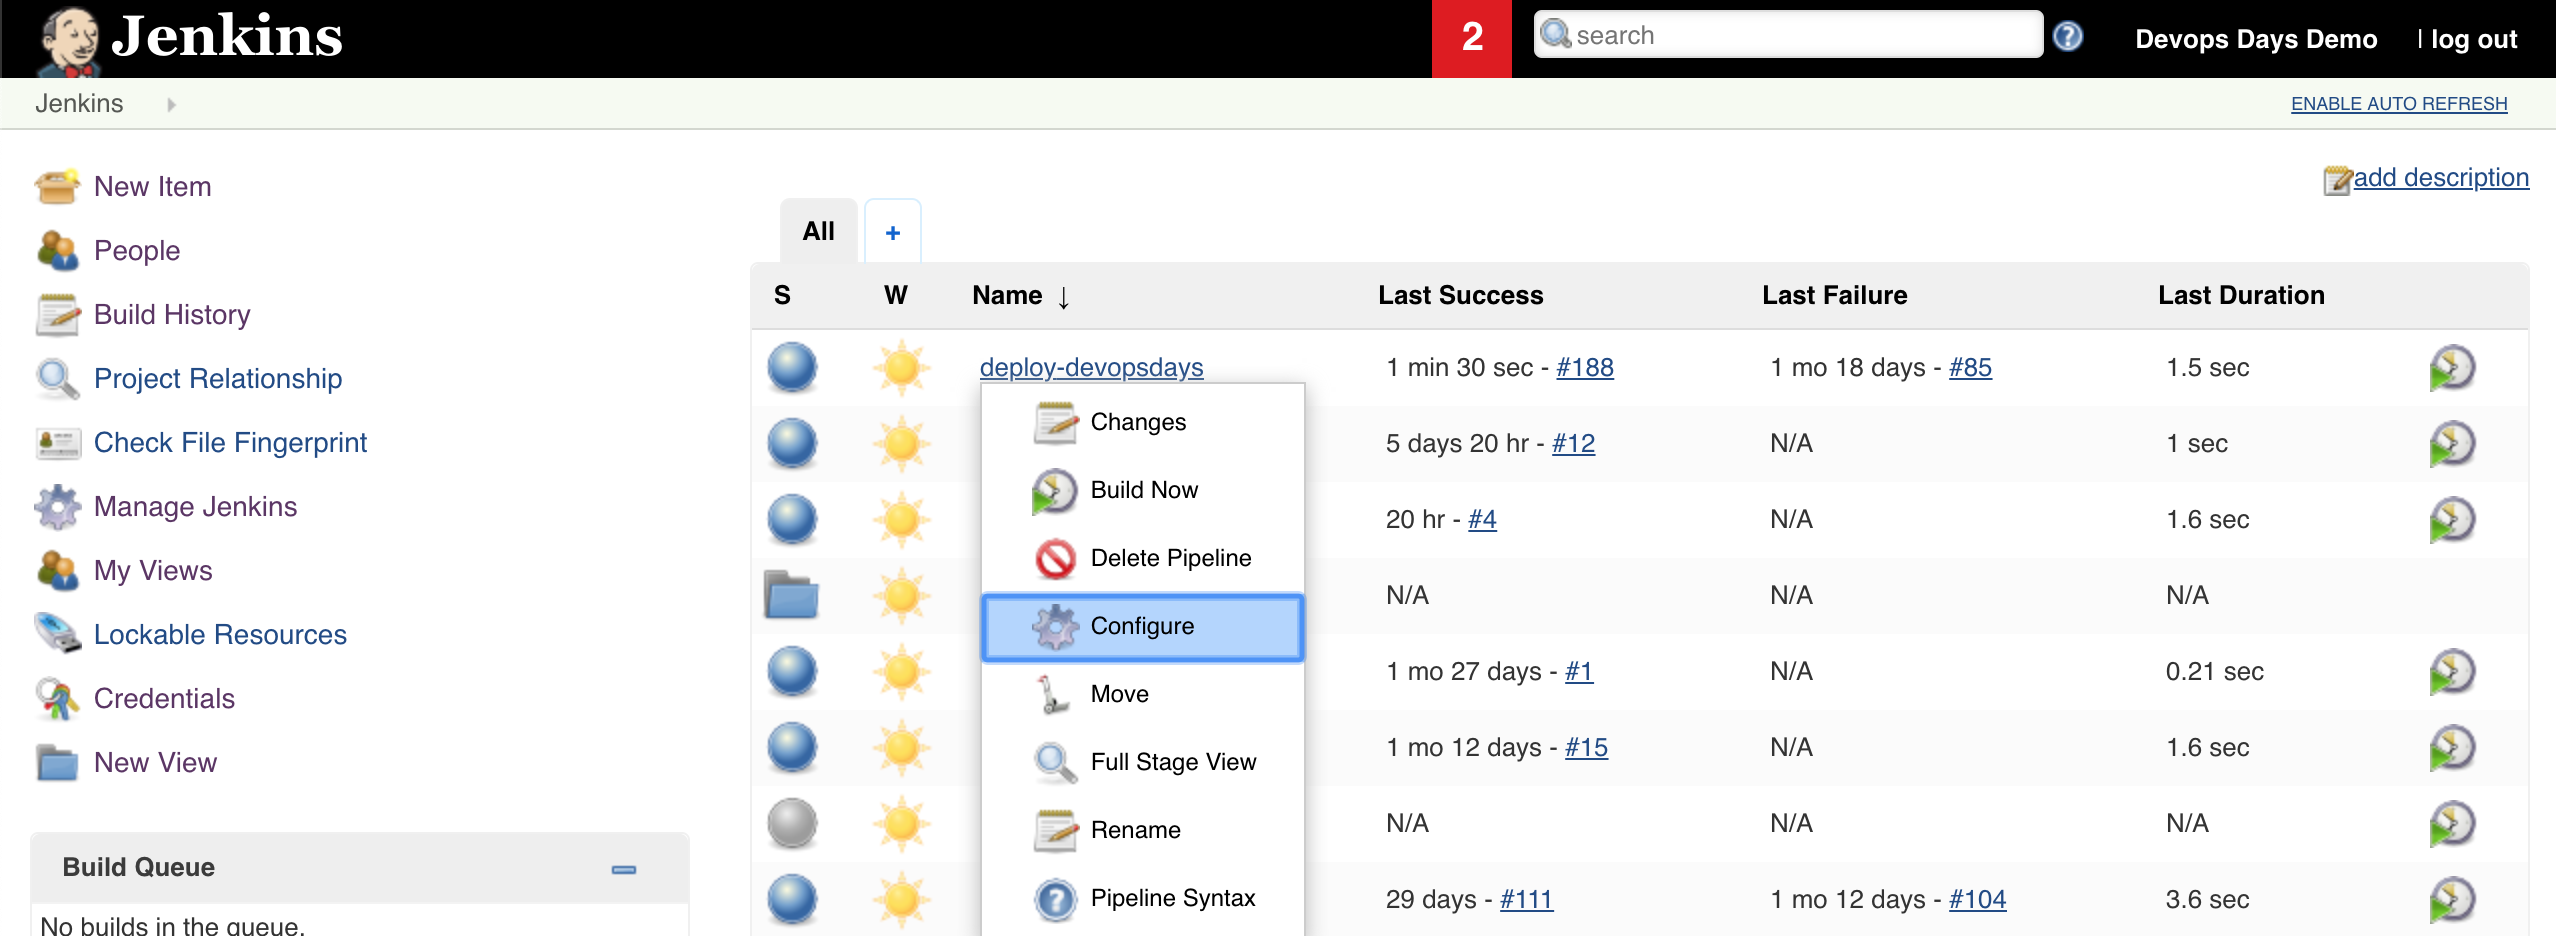 Jenkins
2
search
Devops Days Demo
| log out
Jenkins
ENABLE AUTO REFRESH
New Item
People
Build History
Project Relationship
Check File Fingerprint
Manage Jenkins
My Views
Lockable Resources
Credentials
New View
Build Queue
No builds in the queue.
add description
All
+
S W Name ↓ Last Success Last Failure Last Duration
deploy-devopsdays 1 min 30 sec - #188 1 mo 18 days - #85 1.5 sec
5 days 20 hr - #12 N/A 1 sec
20 hr - #4 N/A 1.6 sec
N/A N/A N/A
1 mo 27 days - #1 N/A 0.21 sec
1 mo 12 days - #15 N/A 1.6 sec
N/A N/A N/A
29 days - #111 1 mo 12 days - #104 3.6 sec
Changes
Build Now
Delete Pipeline
Configure
Move
Full Stage View
Rename
Pipeline Syntax